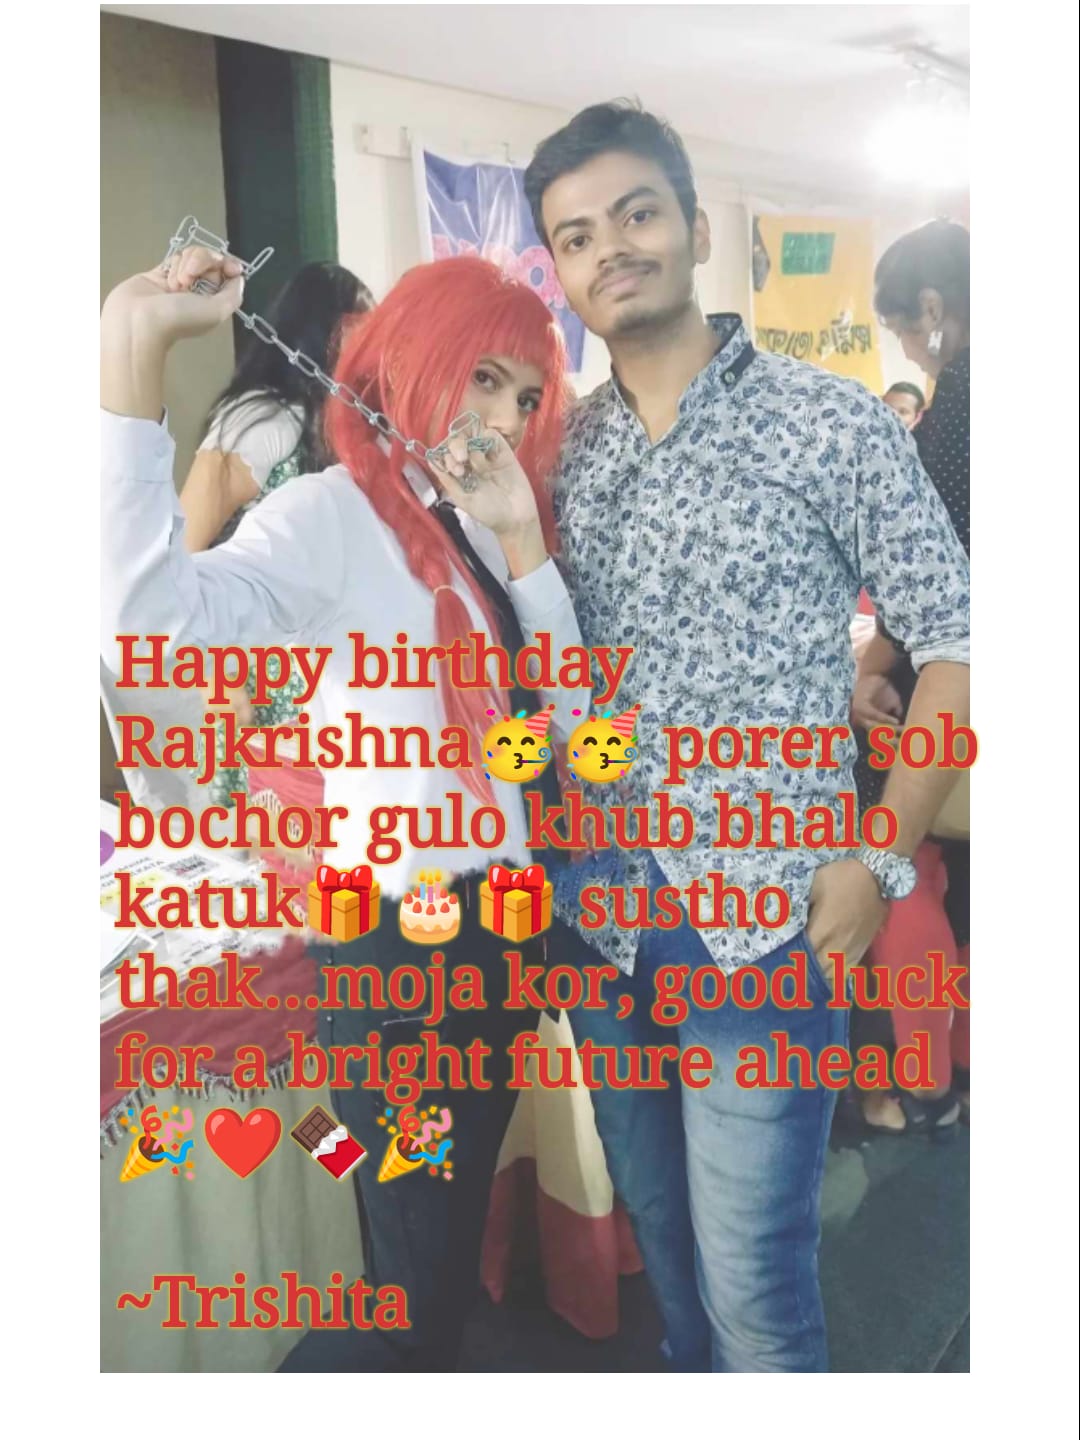 Happy birthday
Rajkrishna🥳🥳 porer sob
bochor gulo khub bhalo
katuk🎁🎂🎁 sustho
thak...moja kor, good luck
for a bright future ahead
🎉❤️🍫🎉
~Trishita